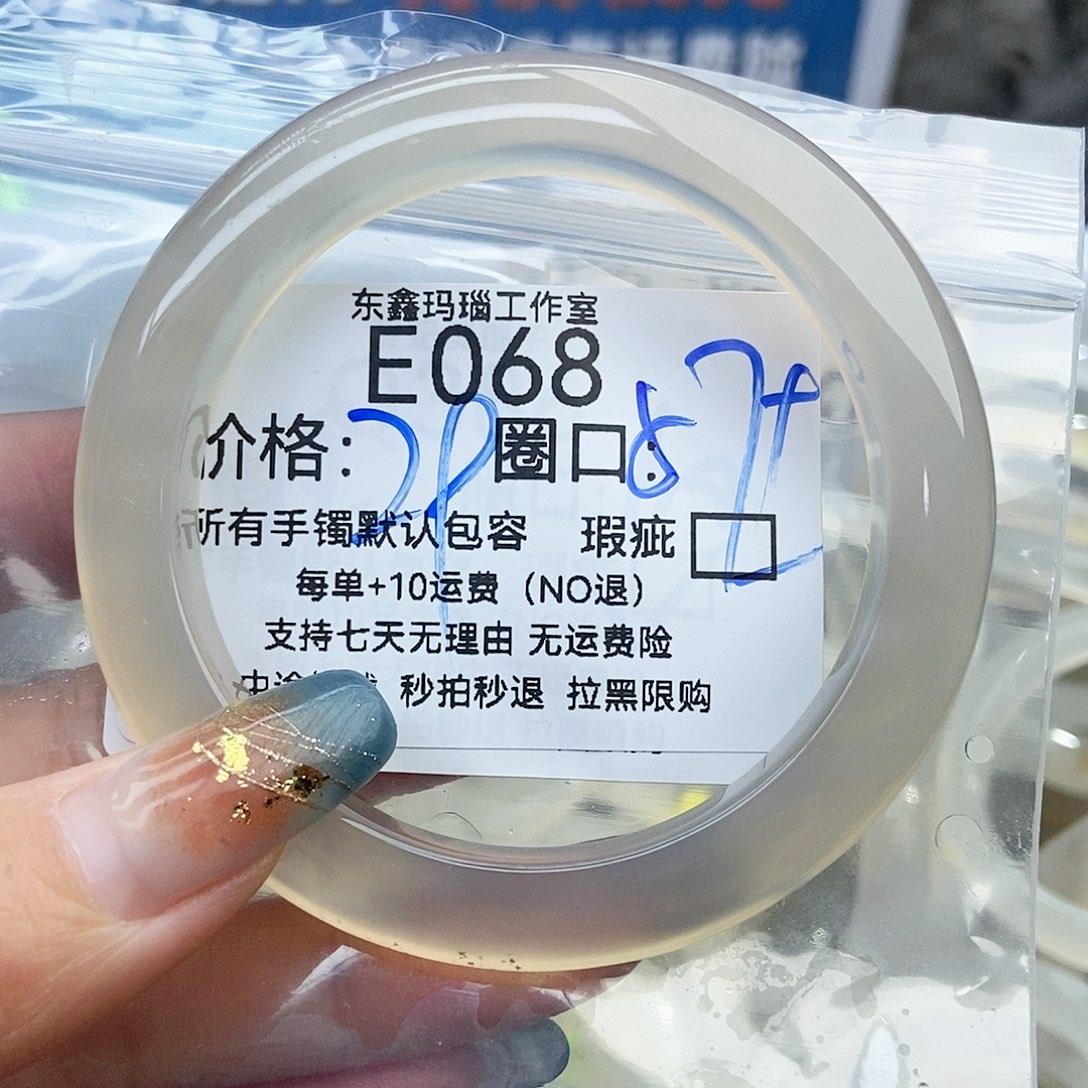 东鑫玛瑙工作室
E068
价格: 圈口:
所有手镯默认包容 瑕疵
每单+10运费（NO退）
支持七天无理由 无运费险
秒拍秒退 拉黑限购